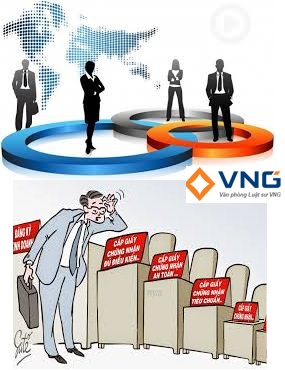 VNG
Văn phòng Luật sư VNG
ĐĂNG KÝ
KINH DOANH
CẤP GIẤY
CHỨNG NHẬN
ĐỦ ĐIỀU KIỆN..
CẤP GIẤY
CHỨNG NHẬN
AN TOÀN ...
CẤP GIẤY
CHỨNG NHẬN
TIÊU CHUẨN..
CẤP GIẤY
CHỨNG NHẬN